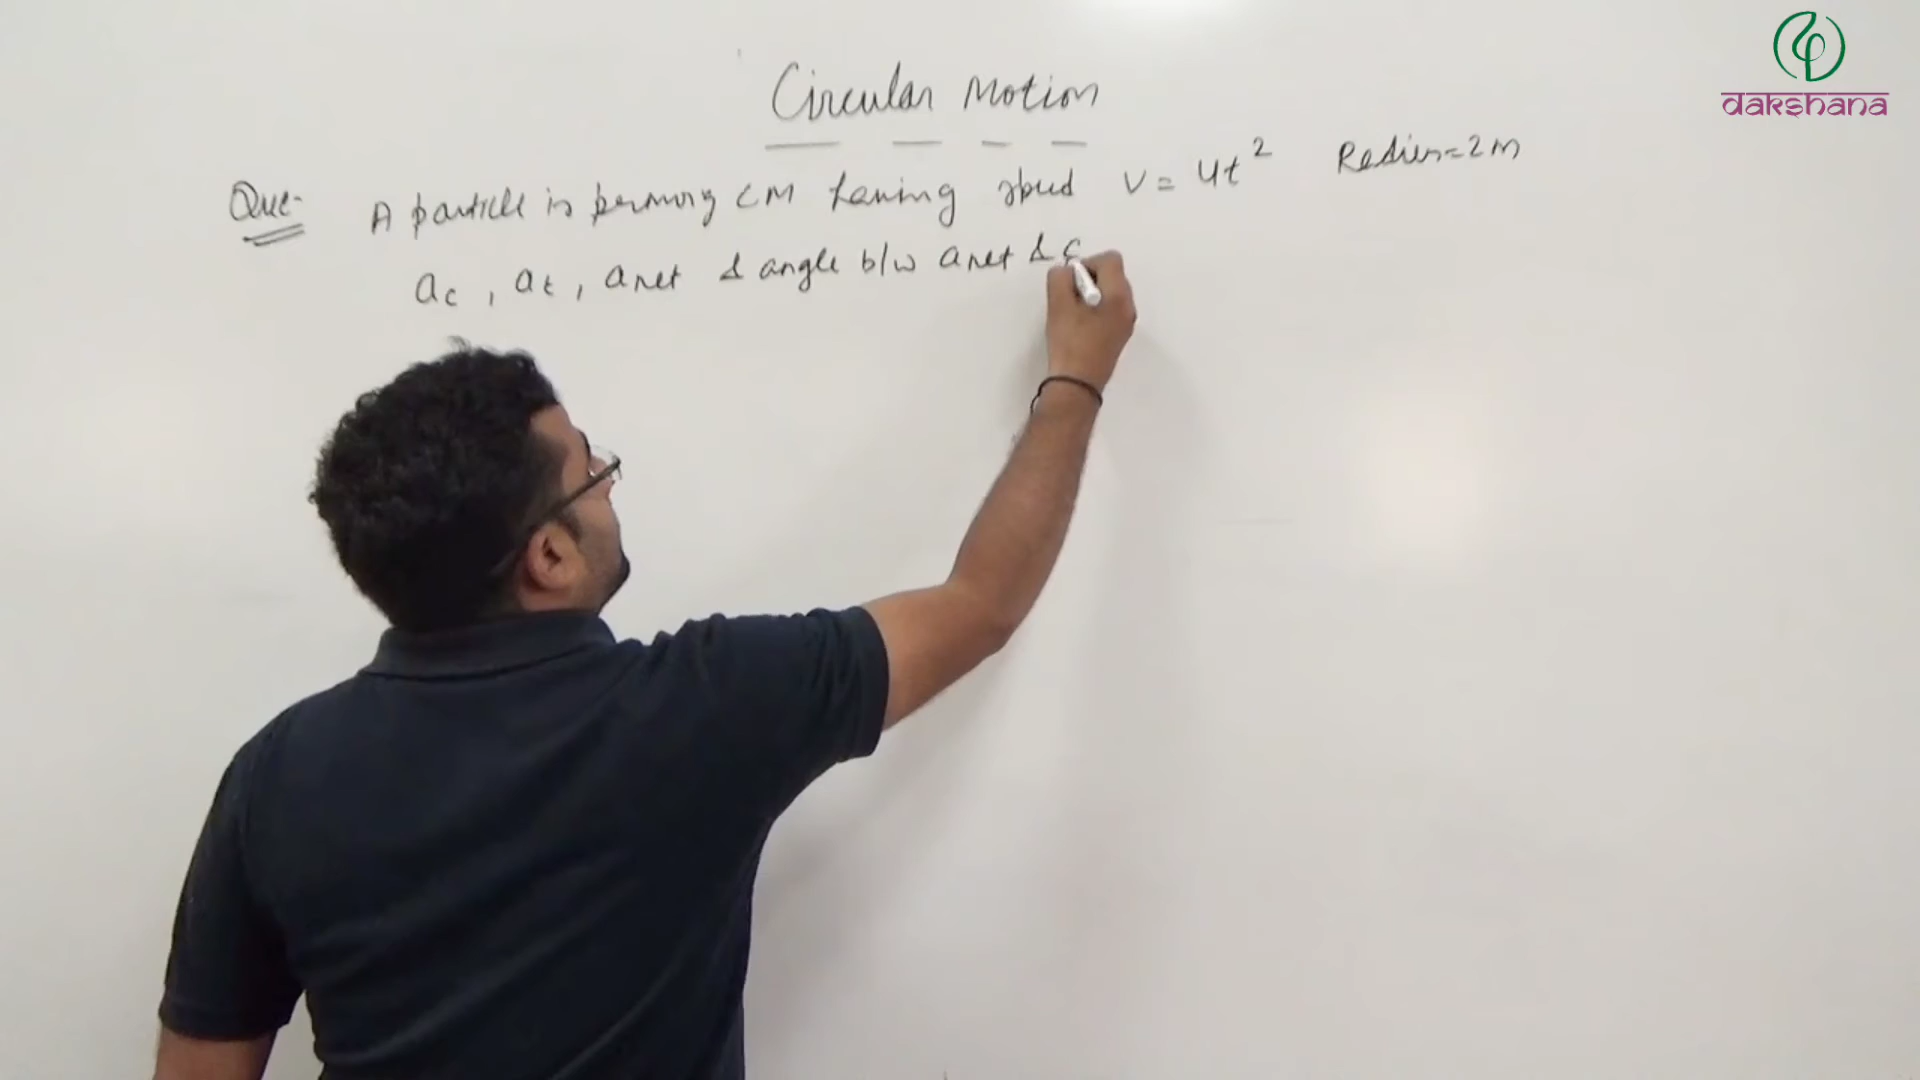 dakshana
Circular Motion
Que- A particle is performing CM having speed v = 4t² Radius = 2m
ac, at, anet & angle b/w anet &